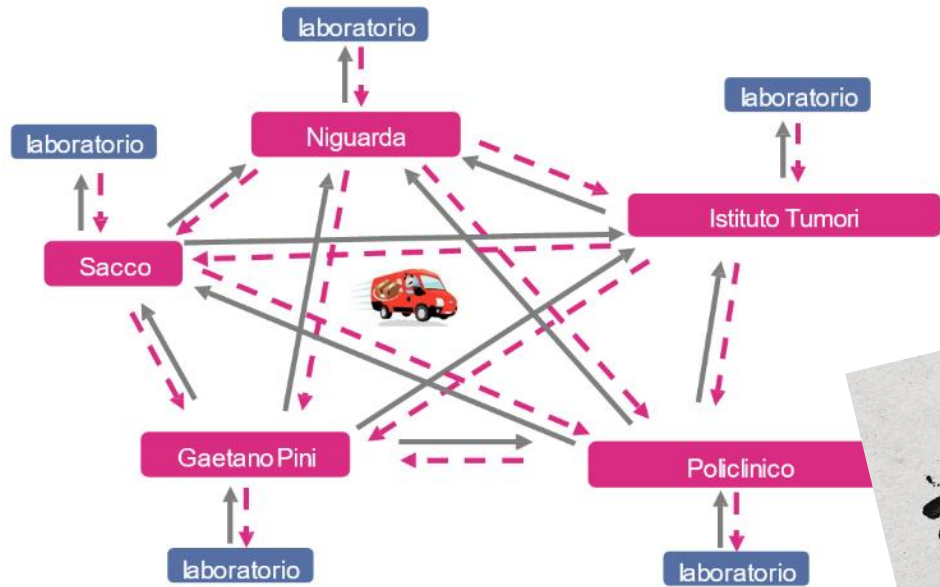 laboratorio
Niguarda
laboratorio
laboratorio
Istituto Tumori
Sacco
Gaetano Pini
Policlinico
laboratorio
laboratorio